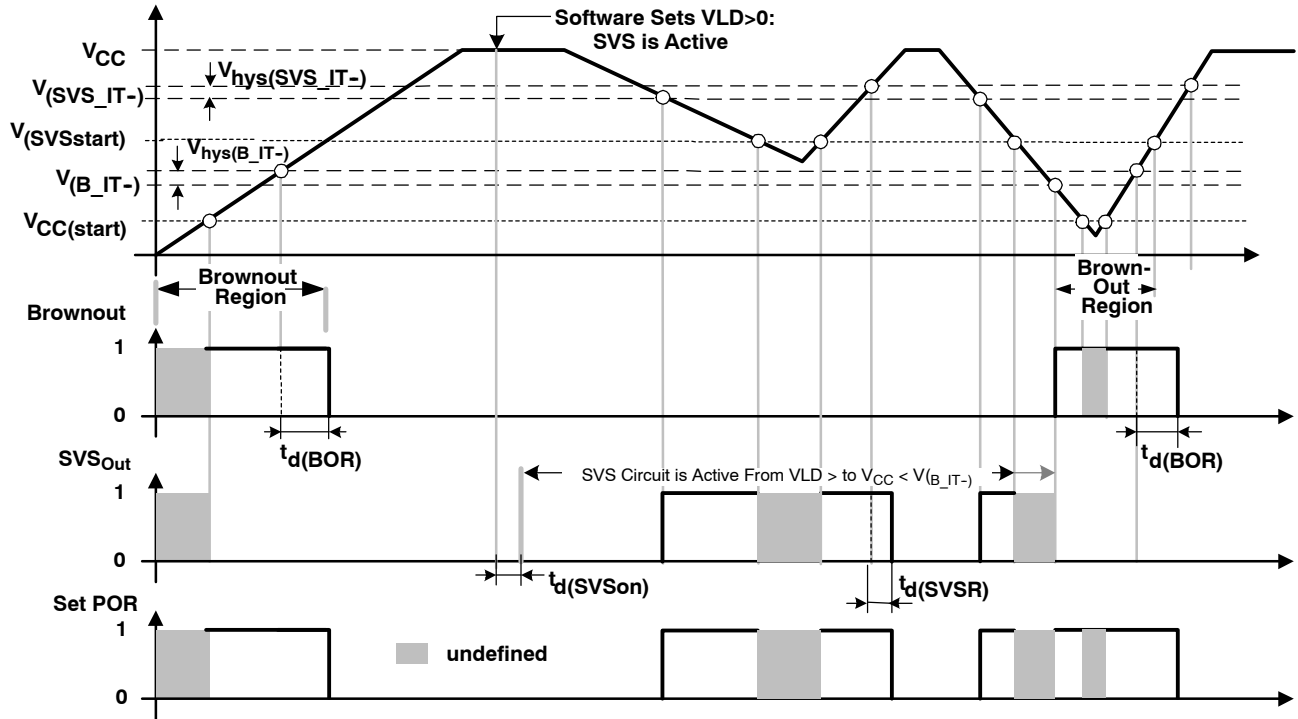 Software Sets VLD>0:
SVS is Active
VCC
Vhys(SVS_IT-)
V(SVS_IT-)
V(SVSstart)
Vhys(B_IT-)
V(B_IT-)
VCC(start)
Brownout
Region
Brown-
Out
Region
Brownout
1
0
td(BOR)
td(BOR)
SVSOut
SVS Circuit is Active From VLD > to VCC < V(B_IT-)
1
0
td(SVSon)
td(SVSR)
Set POR
1
undefined
0